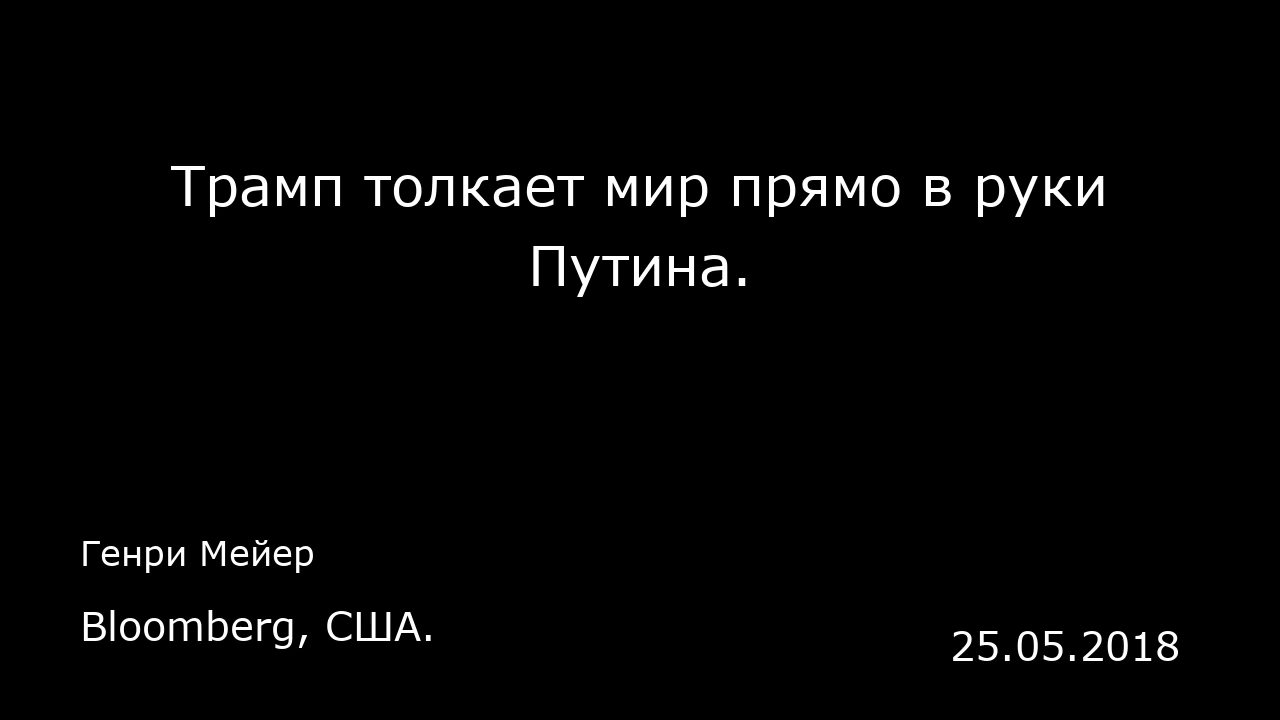 Трамп толкает мир прямо в руки
Путина.
Генри Мейер
Bloomberg, США.
25.05.2018